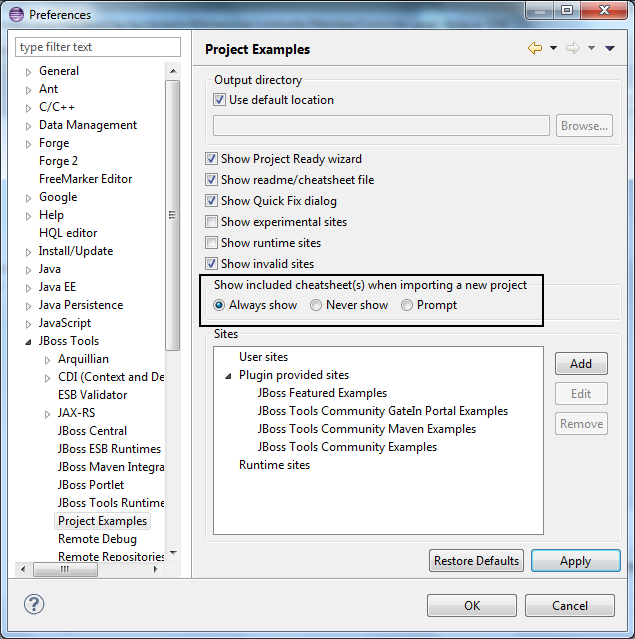 Preferences
type filter text
General
Ant
C/C++
Data Management
Forge
Forge 2
FreeMarker Editor
Google
Help
HQL editor
Install/Update
Java
Java EE
Java Persistence
JavaScript
JBoss Tools
Arquillian
CDI (Context and De
ESB Validator
JAX-RS
JBoss Central
JBoss ESB Runtimes
JBoss Maven Integra
JBoss Portlet
JBoss Tools Runtime
Project Examples
Remote Debug
Remote Repositories
Project Examples
Output directory
Use default location
Browse...
Show Project Ready wizard
Show readme/cheatsheet file
Show Quick Fix dialog
Show experimental sites
Show runtime sites
Show invalid sites
Show included cheatsheet(s) when importing a new project
Always show Never show Prompt
Sites
User sites
Plugin provided sites
JBoss Featured Examples
JBoss Tools Community GateIn Portal Examples
JBoss Tools Community Maven Examples
JBoss Tools Community Examples
Runtime sites
Add
Edit
Remove
Restore Defaults Apply
OK Cancel